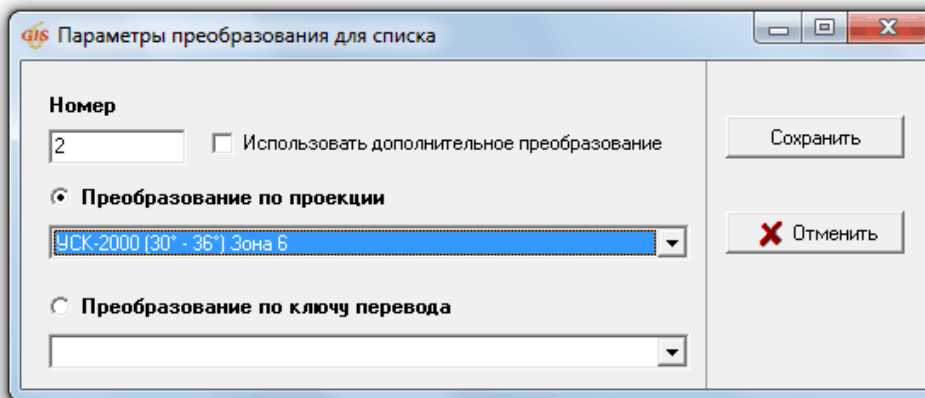 GIS Параметры преобразования для списка
Номер
2
Использовать дополнительное преобразование
Сохранить
Преобразование по проекции
УСК-2000 (30° - 36°) Зона 6
Отменить
Преобразование по ключу перевода